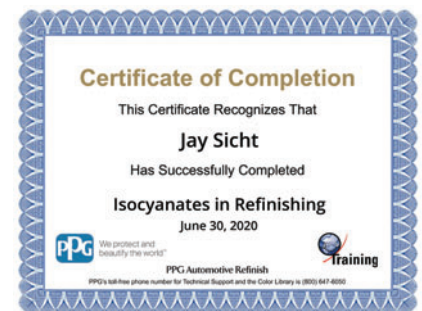 Certificate of Completion
This Certificate Recognizes That
Jay Sicht
Has Successfully Completed
Isocyanates in Refinishing
June 30, 2020
PPG
We protect and
beautify the world™
Training
PPG Automotive Refinish
PPG's toll-free phone number for Technical Support and the Color Library is (800) 647-6050